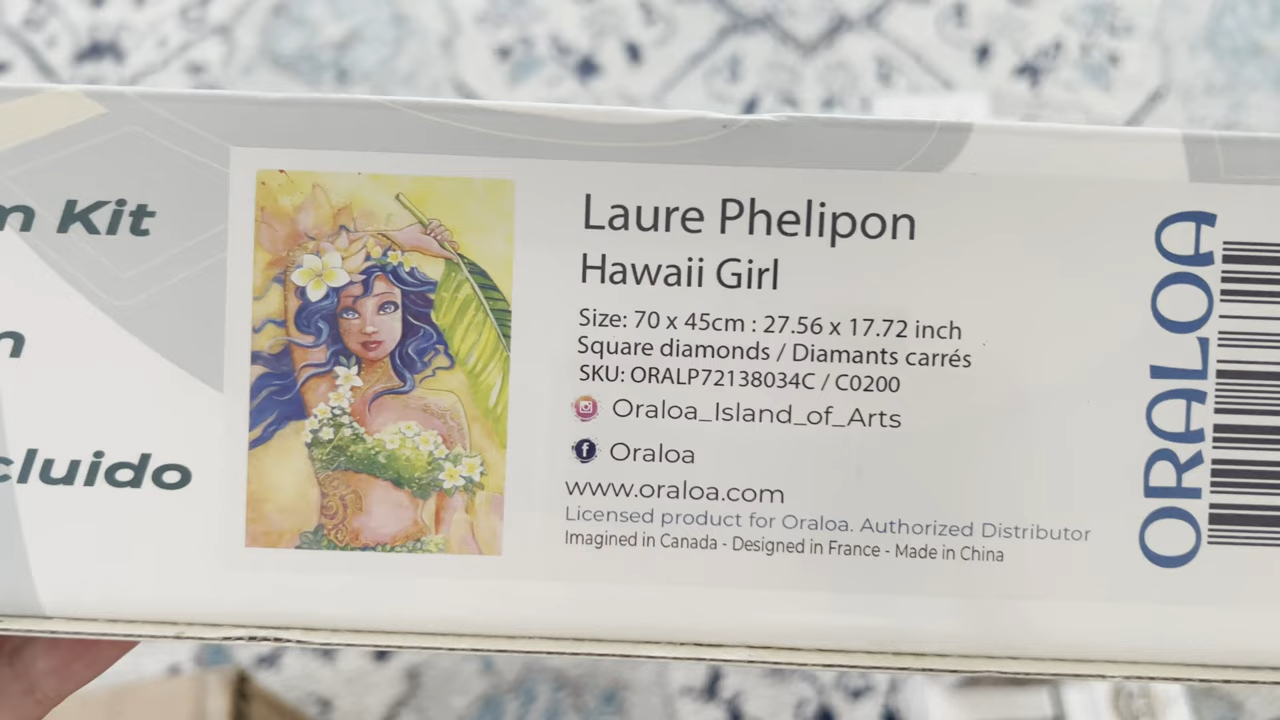 m Kit
n
cluido
Laure Phelipon
Hawaii Girl
Size: 70 x 45cm : 27.56 x 17.72 inch
Square diamonds / Diamants carrés
SKU: ORALP72138034C / C0200
Oraloa_Island_of_Arts
f Oraloa
www.oraloa.com
Licensed product for Oraloa. Authorized Distributor
Imagined in Canada - Designed in France - Made in China
ORALOA